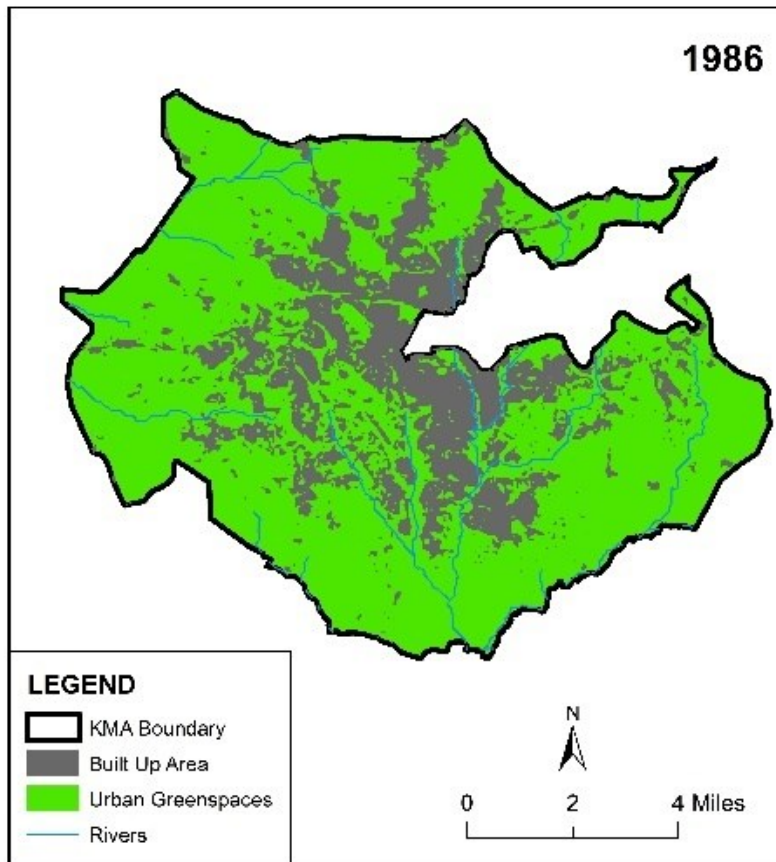 1986
LEGEND
KMA Boundary
Built Up Area
Urban Greenspaces
Rivers
N
0 2 4 Miles